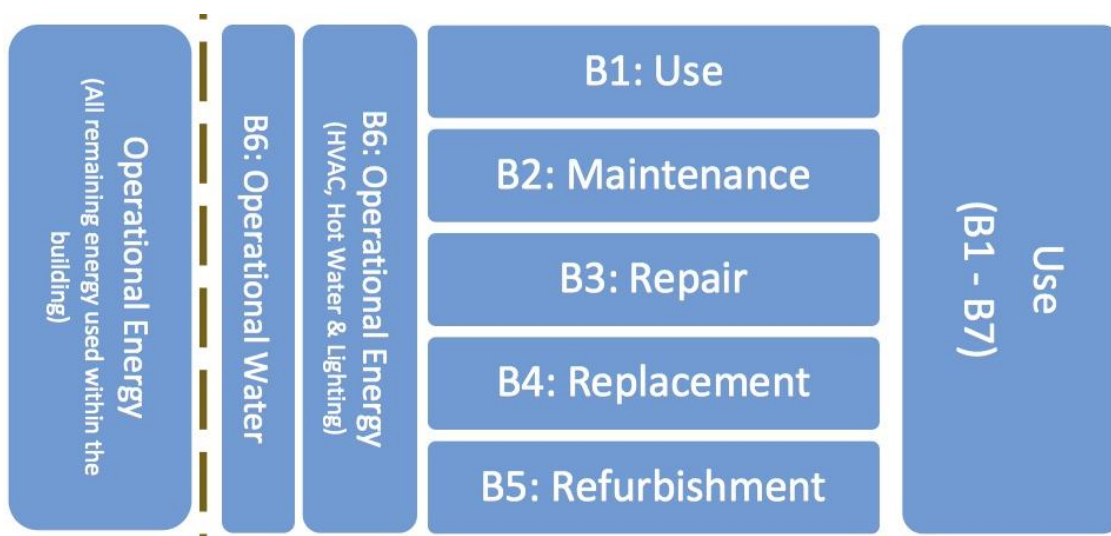 Operational Energy
(All remaining energy used within the
building)
B6: Operational Water
B6: Operational Energy
(HVAC, Hot Water & Lighting)
B1: Use
B2: Maintenance
B3: Repair
B4: Replacement
B5: Refurbishment
Use
(B1 - B7)